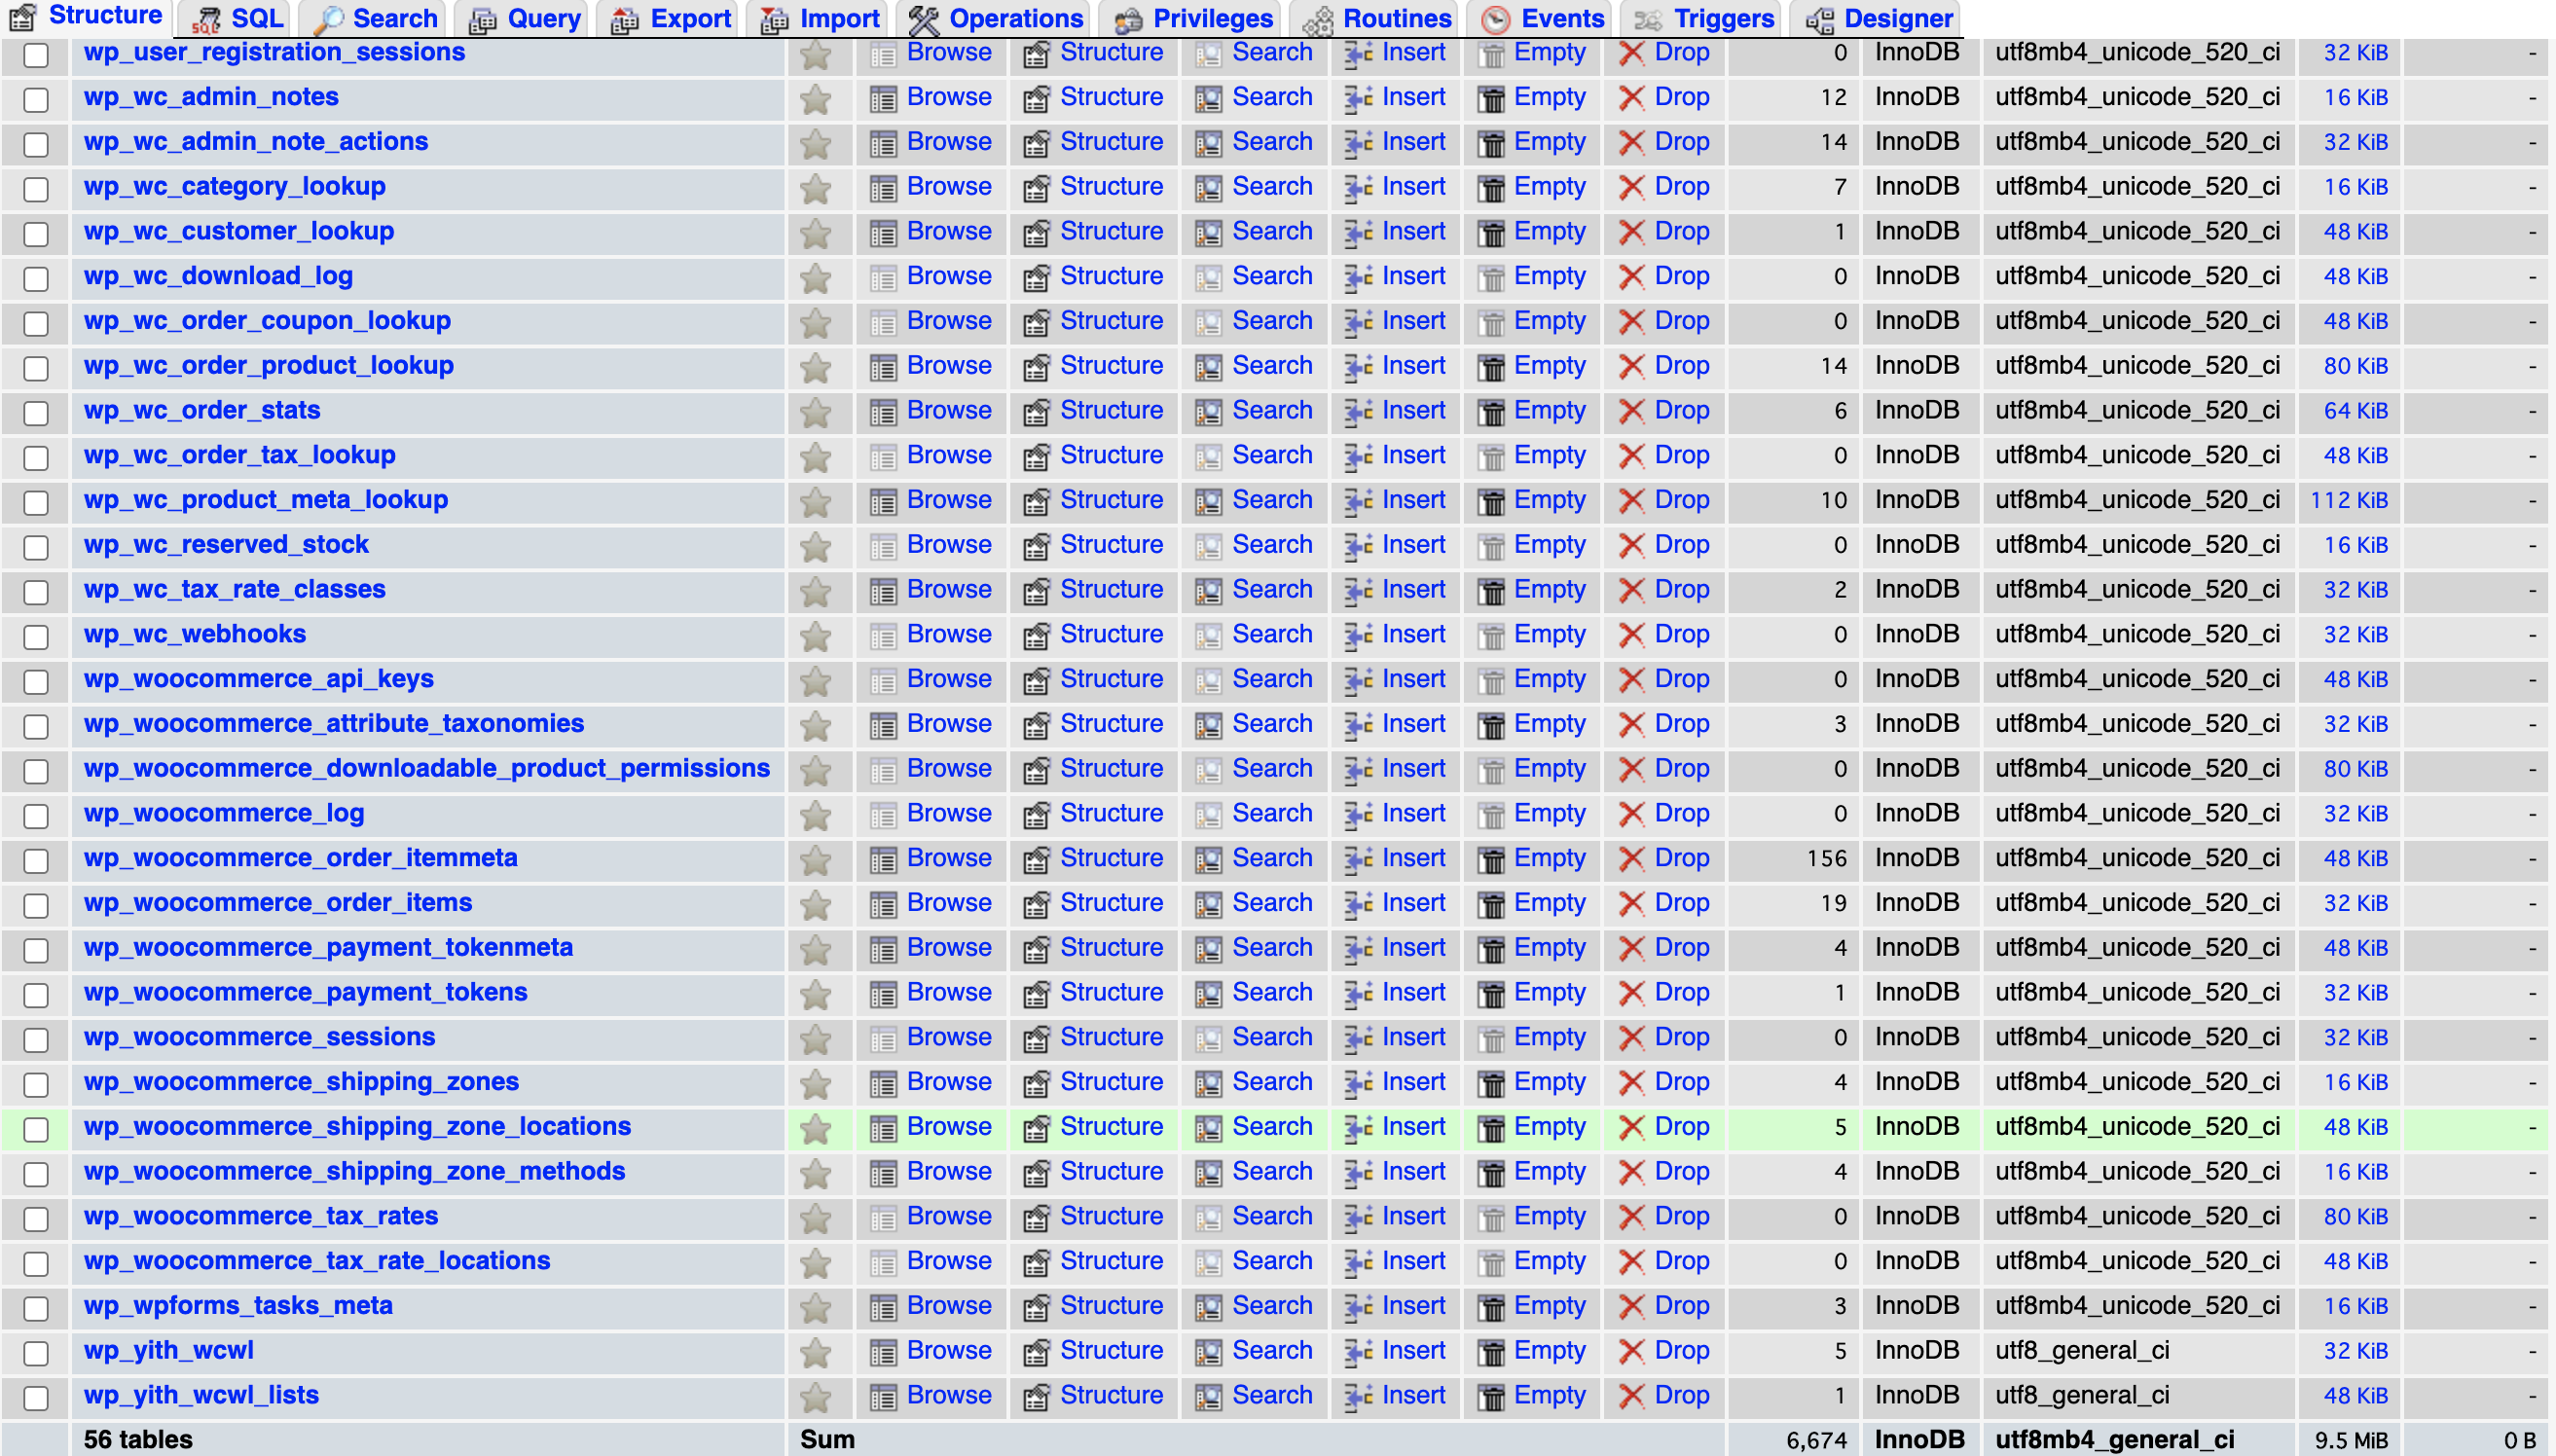 Structure SQL Search Query Export Import Operations Privileges Routines Events Triggers Designer
wp_user_registration_sessions Browse Structure Search Insert Empty Drop 0 InnoDB utf8mb4_unicode_520_ci 32 KiB -
wp_wc_admin_notes Browse Structure Search Insert Empty Drop 12 InnoDB utf8mb4_unicode_520_ci 16 KiB -
wp_wc_admin_note_actions Browse Structure Search Insert Empty Drop 14 InnoDB utf8mb4_unicode_520_ci 32 KiB -
wp_wc_category_lookup Browse Structure Search Insert Empty Drop 7 InnoDB utf8mb4_unicode_520_ci 16 KiB -
wp_wc_customer_lookup Browse Structure Search Insert Empty Drop 1 InnoDB utf8mb4_unicode_520_ci 48 KiB -
wp_wc_download_log Browse Structure Search Insert Empty Drop 0 InnoDB utf8mb4_unicode_520_ci 48 KiB -
wp_wc_order_coupon_lookup Browse Structure Search Insert Empty Drop 0 InnoDB utf8mb4_unicode_520_ci 48 KiB -
wp_wc_order_product_lookup Browse Structure Search Insert Empty Drop 14 InnoDB utf8mb4_unicode_520_ci 80 KiB -
wp_wc_order_stats Browse Structure Search Insert Empty Drop 6 InnoDB utf8mb4_unicode_520_ci 64 KiB -
wp_wc_order_tax_lookup Browse Structure Search Insert Empty Drop 0 InnoDB utf8mb4_unicode_520_ci 48 KiB -
wp_wc_product_meta_lookup Browse Structure Search Insert Empty Drop 10 InnoDB utf8mb4_unicode_520_ci 112 KiB -
wp_wc_reserved_stock Browse Structure Search Insert Empty Drop 0 InnoDB utf8mb4_unicode_520_ci 16 KiB -
wp_wc_tax_rate_classes Browse Structure Search Insert Empty Drop 2 InnoDB utf8mb4_unicode_520_ci 32 KiB -
wp_wc_webhooks Browse Structure Search Insert Empty Drop 0 InnoDB utf8mb4_unicode_520_ci 32 KiB -
wp_woocommerce_api_keys Browse Structure Search Insert Empty Drop 0 InnoDB utf8mb4_unicode_520_ci 48 KiB -
wp_woocommerce_attribute_taxonomies Browse Structure Search Insert Empty Drop 3 InnoDB utf8mb4_unicode_520_ci 32 KiB -
wp_woocommerce_downloadable_product_permissions Browse Structure Search Insert Empty Drop 0 InnoDB utf8mb4_unicode_520_ci 80 KiB -
wp_woocommerce_log Browse Structure Search Insert Empty Drop 0 InnoDB utf8mb4_unicode_520_ci 32 KiB -
wp_woocommerce_order_itemmeta Browse Structure Search Insert Empty Drop 156 InnoDB utf8mb4_unicode_520_ci 48 KiB -
wp_woocommerce_order_items Browse Structure Search Insert Empty Drop 19 InnoDB utf8mb4_unicode_520_ci 32 KiB -
wp_woocommerce_payment_tokenmeta Browse Structure Search Insert Empty Drop 4 InnoDB utf8mb4_unicode_520_ci 48 KiB -
wp_woocommerce_payment_tokens Browse Structure Search Insert Empty Drop 1 InnoDB utf8mb4_unicode_520_ci 32 KiB -
wp_woocommerce_sessions Browse Structure Search Insert Empty Drop 0 InnoDB utf8mb4_unicode_520_ci 32 KiB -
wp_woocommerce_shipping_zones Browse Structure Search Insert Empty Drop 4 InnoDB utf8mb4_unicode_520_ci 16 KiB -
wp_woocommerce_shipping_zone_locations Browse Structure Search Insert Empty Drop 5 InnoDB utf8mb4_unicode_520_ci 48 KiB -
wp_woocommerce_shipping_zone_methods Browse Structure Search Insert Empty Drop 4 InnoDB utf8mb4_unicode_520_ci 16 KiB -
wp_woocommerce_tax_rates Browse Structure Search Insert Empty Drop 0 InnoDB utf8mb4_unicode_520_ci 80 KiB -
wp_woocommerce_tax_rate_locations Browse Structure Search Insert Empty Drop 0 InnoDB utf8mb4_unicode_520_ci 48 KiB -
wp_wpforms_tasks_meta Browse Structure Search Insert Empty Drop 3 InnoDB utf8mb4_unicode_520_ci 16 KiB -
wp_yith_wcwl Browse Structure Search Insert Empty Drop 5 InnoDB utf8_general_ci 32 KiB -
wp_yith_wcwl_lists Browse Structure Search Insert Empty Drop 1 InnoDB utf8_general_ci 48 KiB -
56 tables Sum 6,674 InnoDB utf8mb4_general_ci 9.5 MiB 0 B